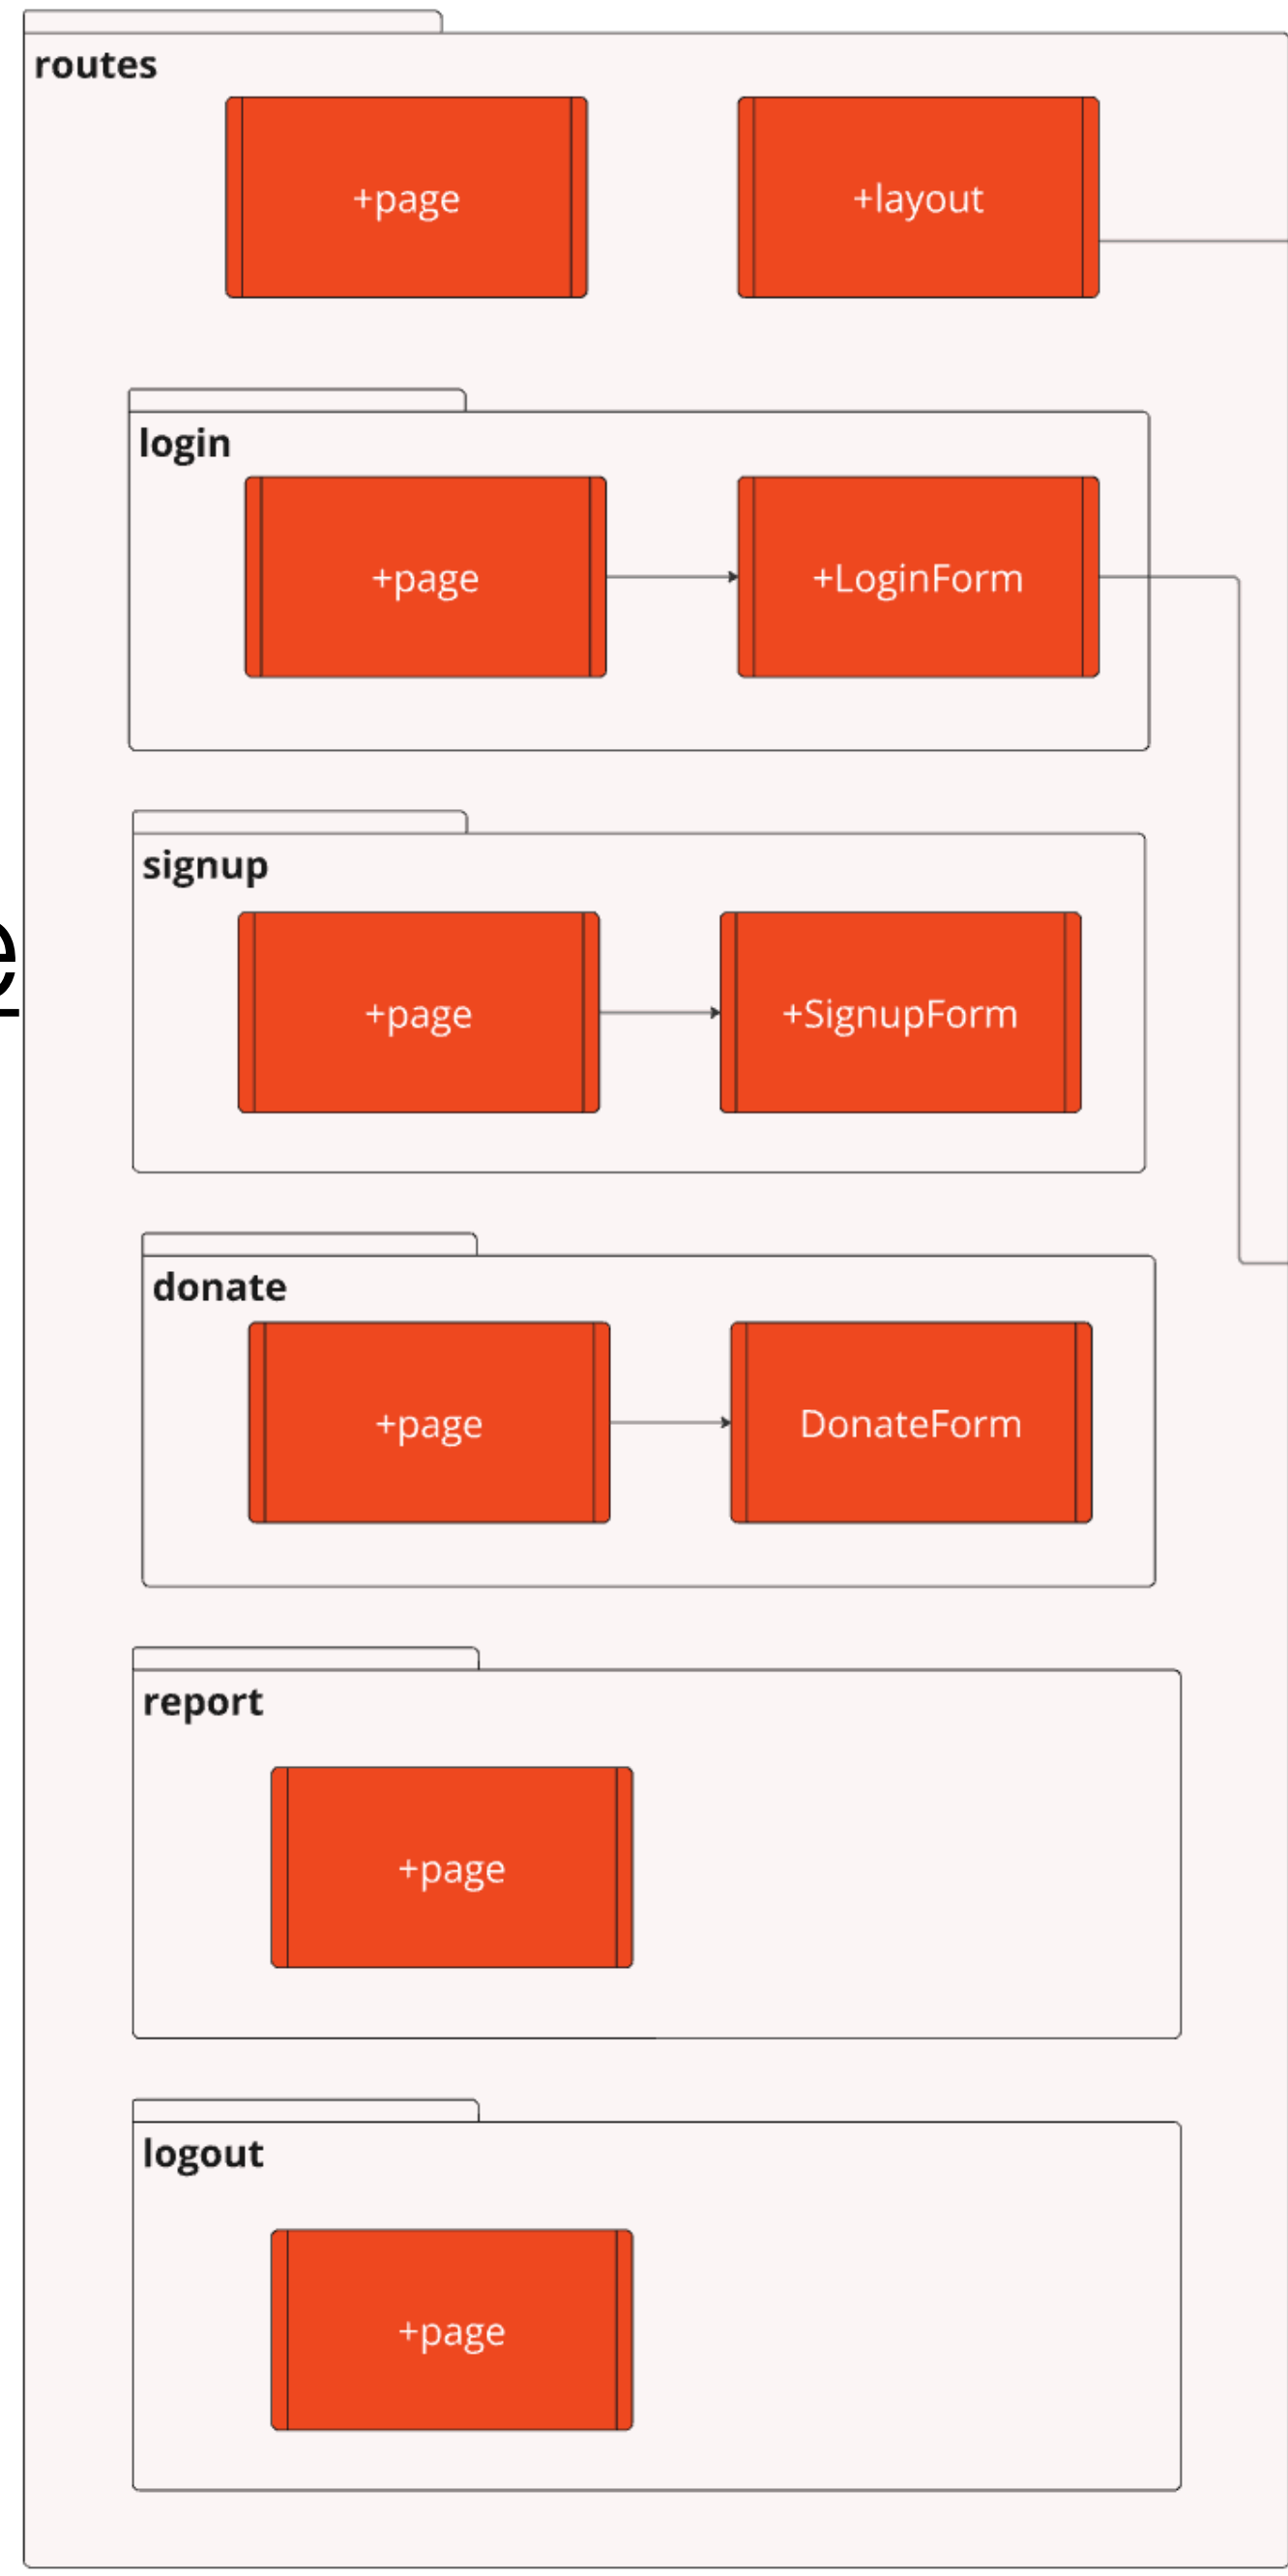 routes
+page
+layout
login
+page
+LoginForm
signup
e
+page
+SignupForm
donate
+page
DonateForm
report
+page
logout
+page